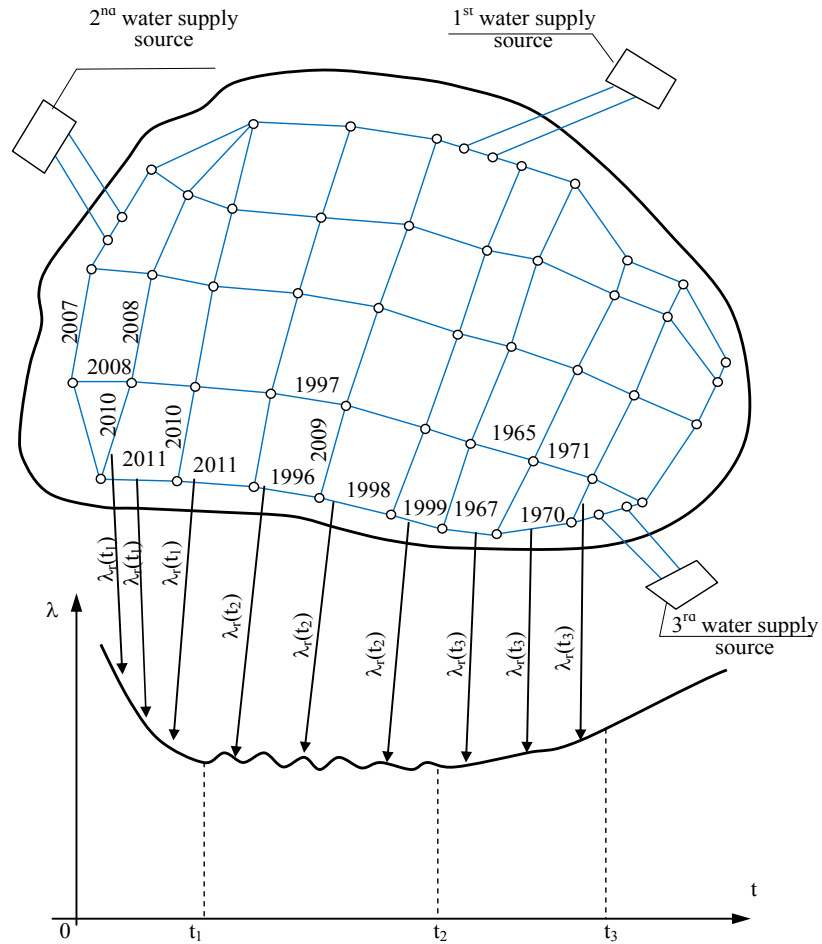 2nd water supply
source
1st water supply
source
2007
2008
2008
1997
2010
2010
2009
1965
1971
2011
2011
1996
1998
1999
1967
1970
λr(t1)
λr(t1)
λr(t1)
λr(t2)
λr(t2)
λr(t2)
λr(t3)
λr(t3)
λr(t3)
3rd water supply
source
λ
t
0
t1
t2
t3